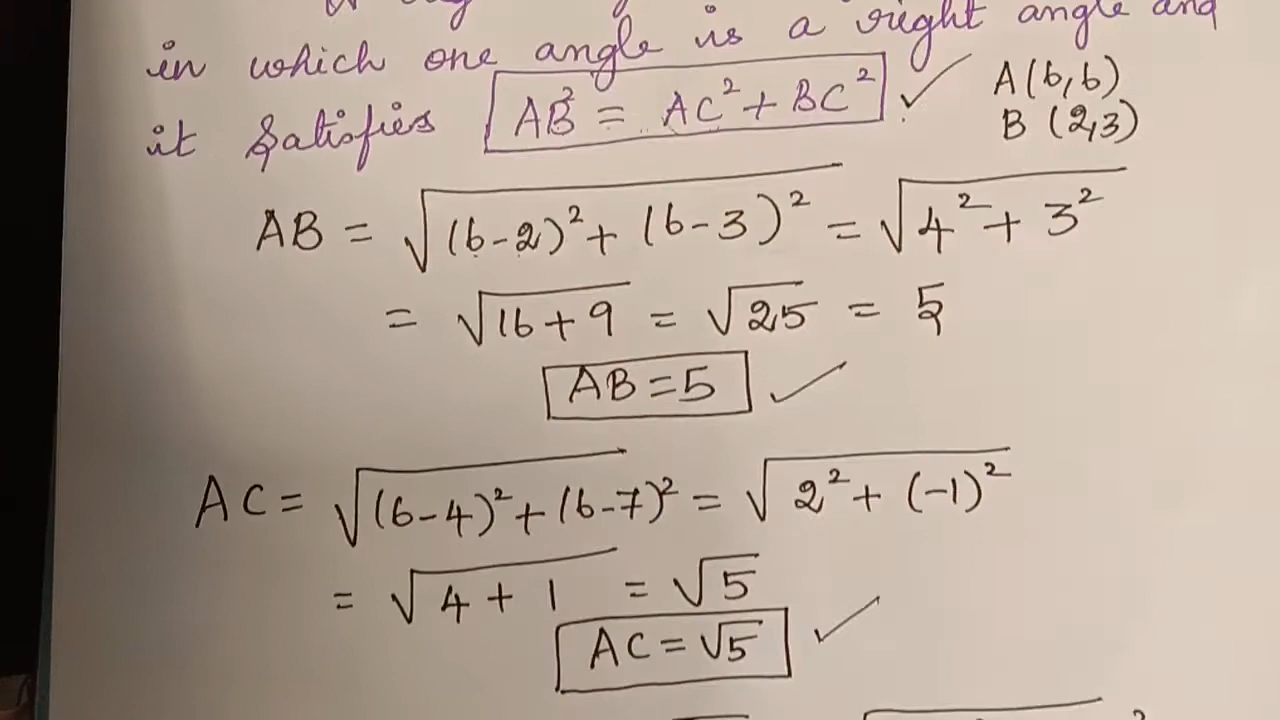 in which one angle is a right angle and
it satisfies AB² = AC² + BC² ✓
A(6,6)
B (2,3)
AB = √((6-2)² + (6-3)²) = √(4² + 3²)
= √(16+9) = √25 = 5
AB = 5 ✓
AC = √((6-4)² + (6-7)²) = √(2² + (-1)²)
= √(4 + 1) = √5
AC = √5 ✓